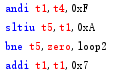 andi t1,t4,0xF
sltiu t5,t1,0xA
bne t5,zero,loop2
addi t1,t1,0x7